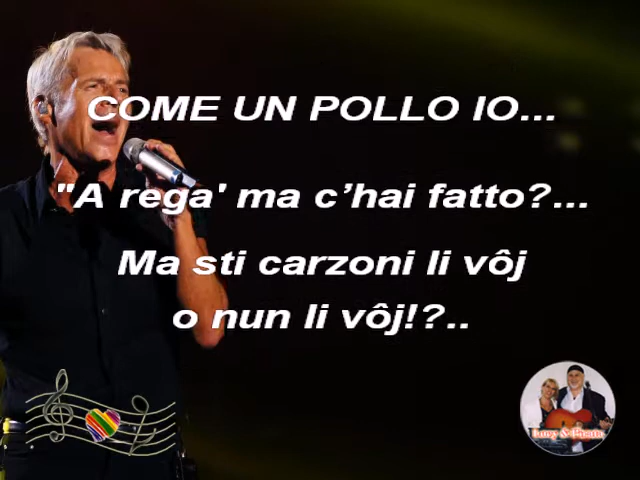 COME UN POLLO IO...
"A rega' ma c’hai fatto?...
Ma sti carzoni li vôj
o nun li vôj!?..